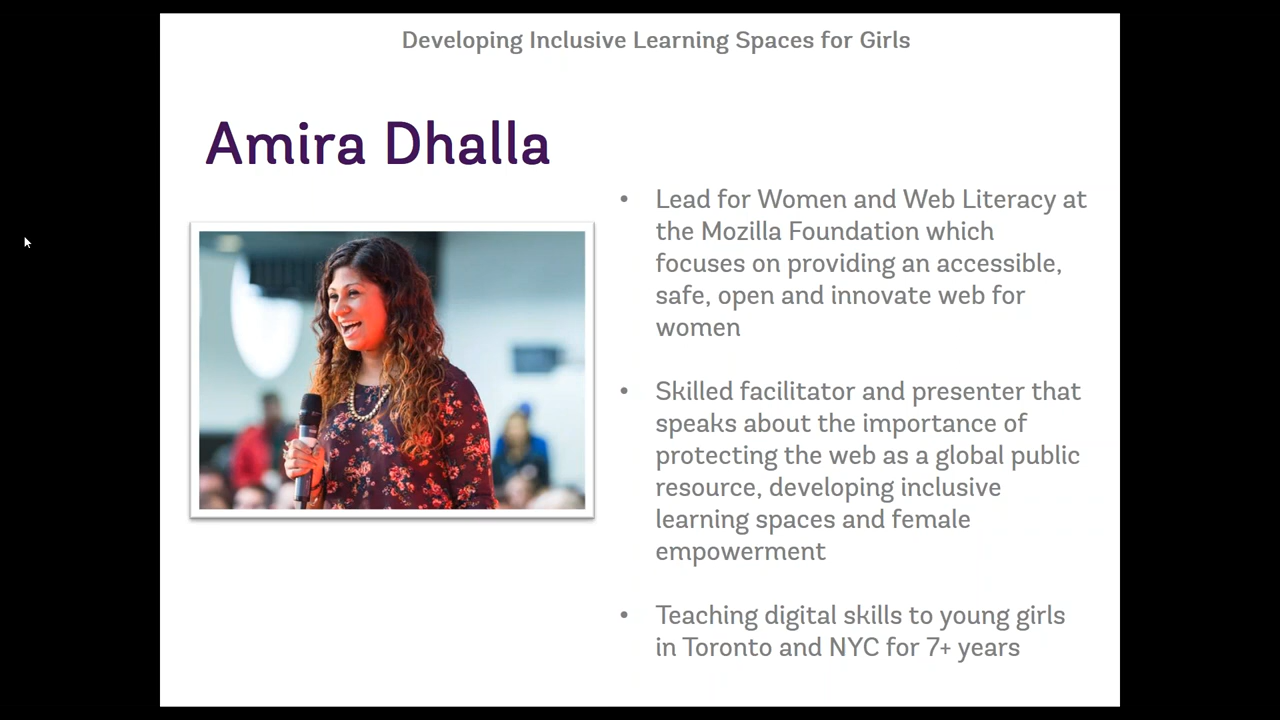 Developing Inclusive Learning Spaces for Girls
Amira Dhalla
• Lead for Women and Web Literacy at
the Mozilla Foundation which
focuses on providing an accessible,
safe, open and innovate web for
women
• Skilled facilitator and presenter that
speaks about the importance of
protecting the web as a global public
resource, developing inclusive
learning spaces and female
empowerment
• Teaching digital skills to young girls
in Toronto and NYC for 7+ years